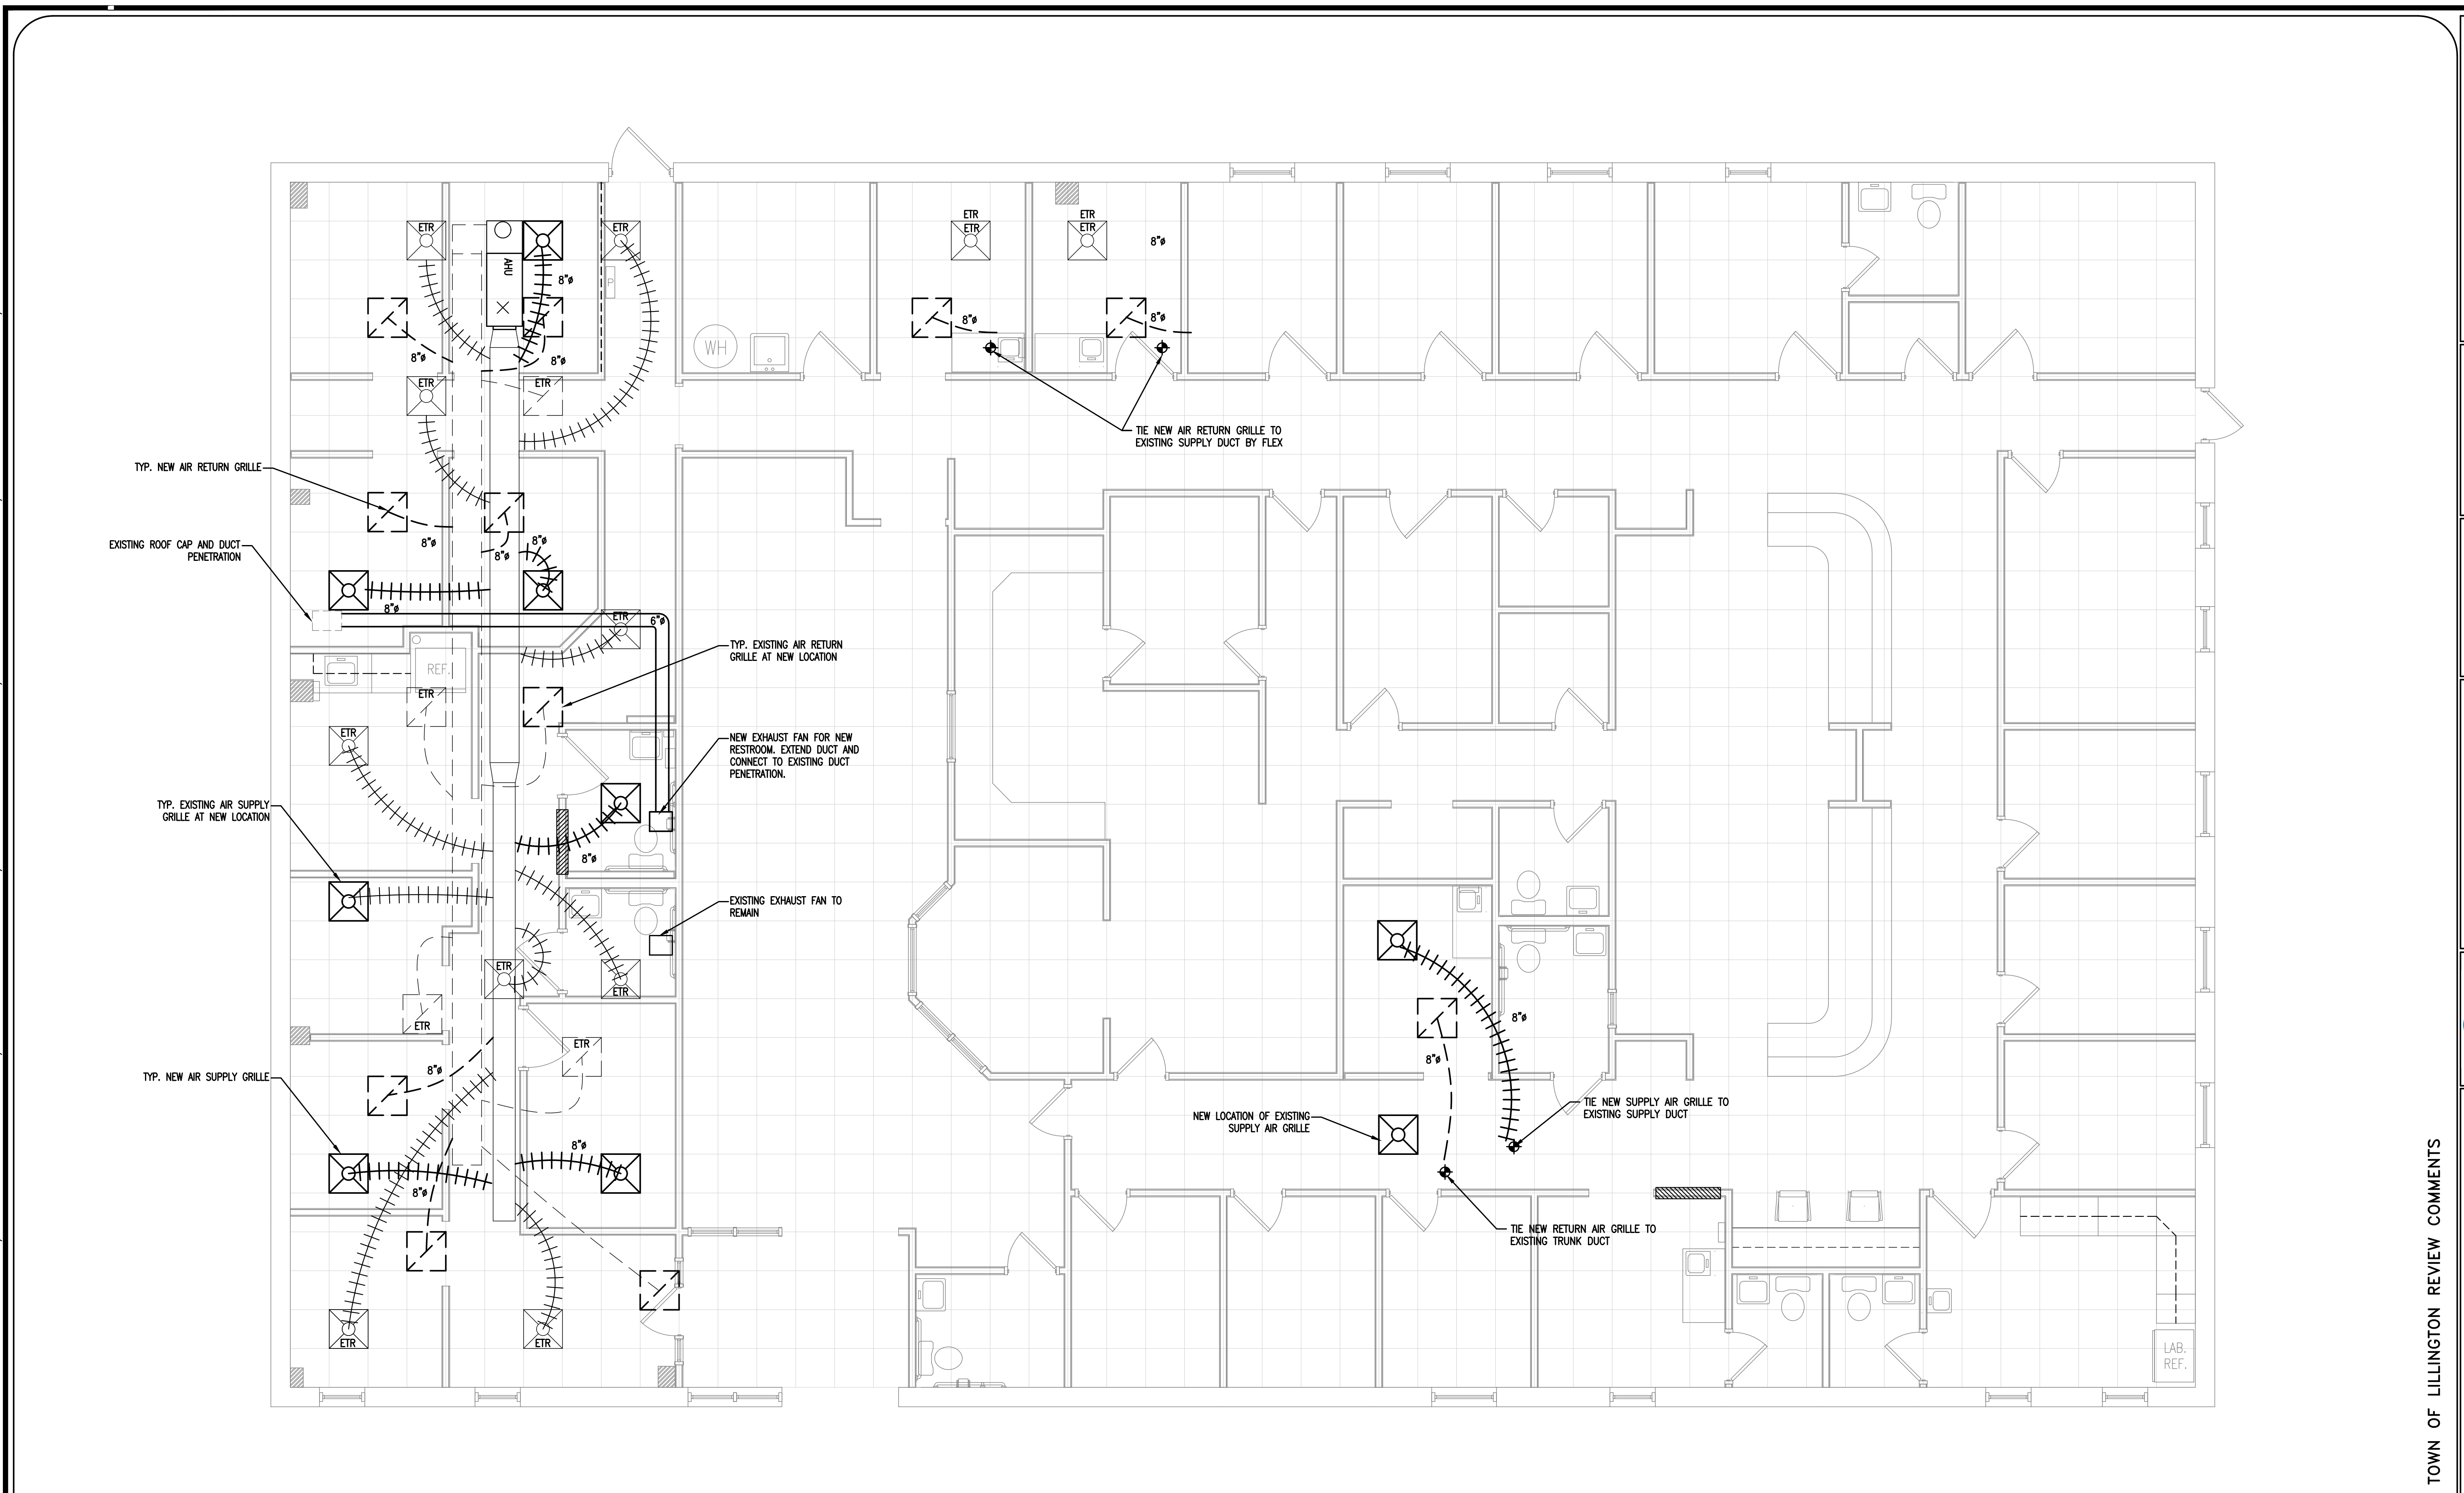 ETR
ETR
ETR
ETR
ETR
ETR
8"ø
AHU
8"ø
P
WH
8"ø
8"ø
8"ø
8"ø
ETR
ETR
TIE NEW AIR RETURN GRILLE TO
EXISTING SUPPLY DUCT BY FLEX
TYP. NEW AIR RETURN GRILLE
8"ø
8"ø
8"ø
EXISTING ROOF CAP AND DUCT
PENETRATION
8"ø
ETR
6"ø
TYP. EXISTING AIR RETURN
GRILLE AT NEW LOCATION
REF.
ETR
ETR
NEW EXHAUST FAN FOR NEW
RESTROOM. EXTEND DUCT AND
CONNECT TO EXISTING DUCT
PENETRATION.
TYP. EXISTING AIR SUPPLY
GRILLE AT NEW LOCATION
8"ø
EXISTING EXHAUST FAN TO
REMAIN
ETR
ETR
ETR
ETR
8"ø
8"ø
8"ø
TYP. NEW AIR SUPPLY GRILLE
TIE NEW SUPPLY AIR GRILLE TO
EXISTING SUPPLY DUCT
NEW LOCATION OF EXISTING
SUPPLY AIR GRILLE
8"ø
8"ø
TIE NEW RETURN AIR GRILLE TO
EXISTING TRUNK DUCT
ETR
ETR
LAB.
REF.
TOWN OF LILLINGTON REVIEW COMMENTS